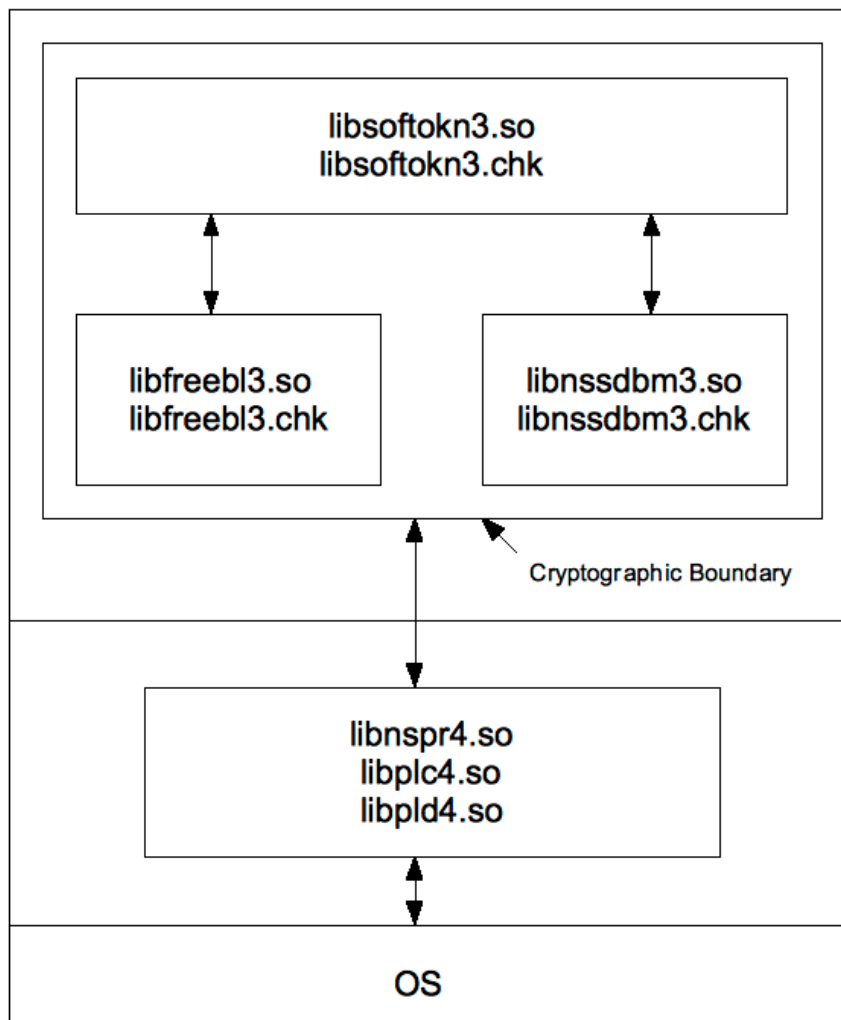 libsoftokn3.so
libsoftokn3.chk
libfreebl3.so
libfreebl3.chk
libnssdbm3.so
libnssdbm3.chk
Cryptographic Boundary
libnspr4.so
libplc4.so
libpld4.so
OS